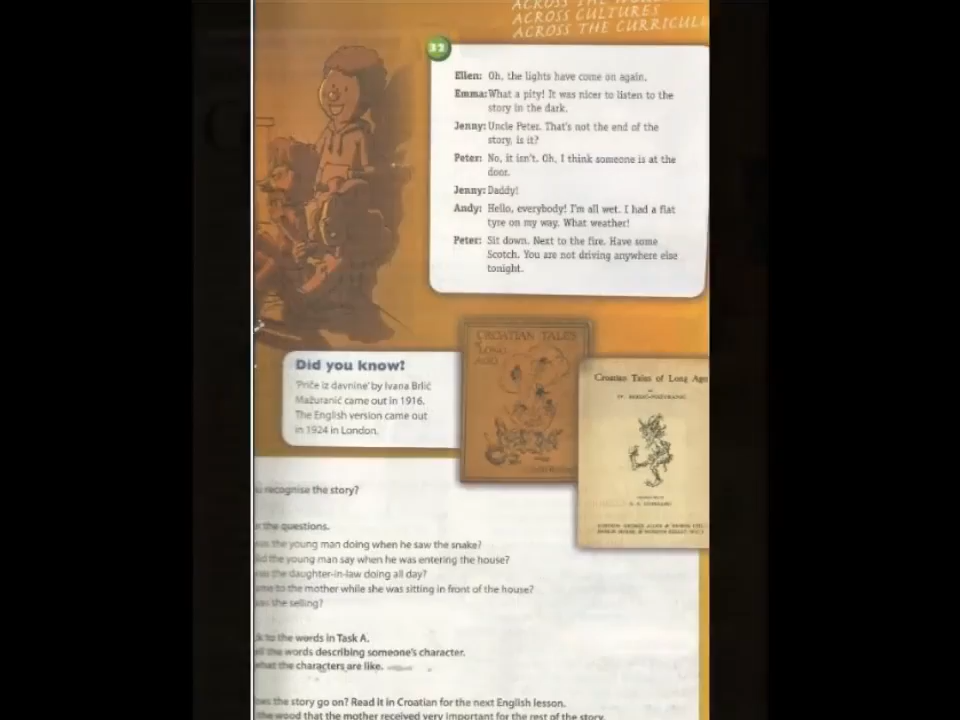 ACROSS CULTURES
ACROSS THE
32
Ellen: Oh, the lights have come on again.
Emma: What a pity! It was nicer to listen to the
story in the dark.
Jenny: Uncle Peter. That's not the end of the
story, is it?
Peter: No, it isn't. Oh, I think someone is at the
door.
Jenny: Daddy!
Andy: Hello, everybody! I'm all wet. I had a flat
tyre on my way. What weather!
Peter: Sit down. Next to the fire. Have some
Scotch. You are not driving anywhere else
tonight.
CROATIAN TALES
OF LONG
AGO
Did you know?
'Priče iz davnine' by Ivana Brlić
Mažuranić came out in 1916.
The English version came out
in 1924 in London.
Croatian Tales of Long Ago
recognise the story?
the questions.
the young man doing when he saw the snake?
the young man say when he was entering the house?
the daughter-in-law doing all day?
to the mother while she was sitting in front of the house?
she selling?
to the words in Task A.
the words describing someone's character.
the characters are like.
the story go on? Read it in Croatian for the next English lesson.
the wood that the mother received very important for the rest of the story.